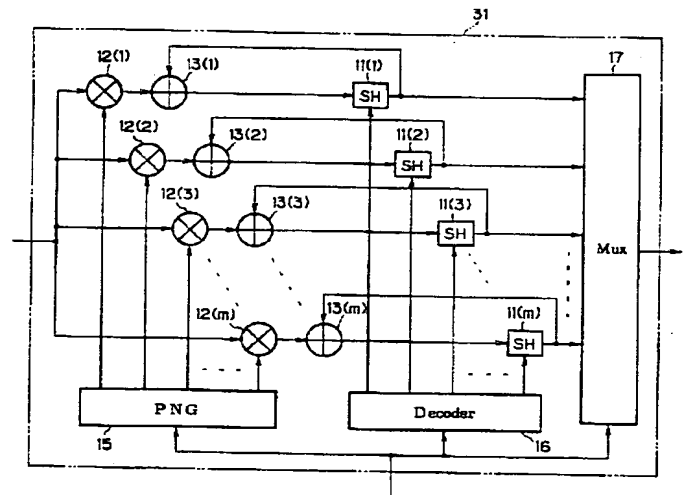 31
12(1)
13(1)
11(1)
17
SH
12(2)
13(2)
11(2)
SH
12(3)
13(3)
11(3)
SH
Mux
12(m)
13(m)
11(m)
SH
PNG
Decoder
15
16